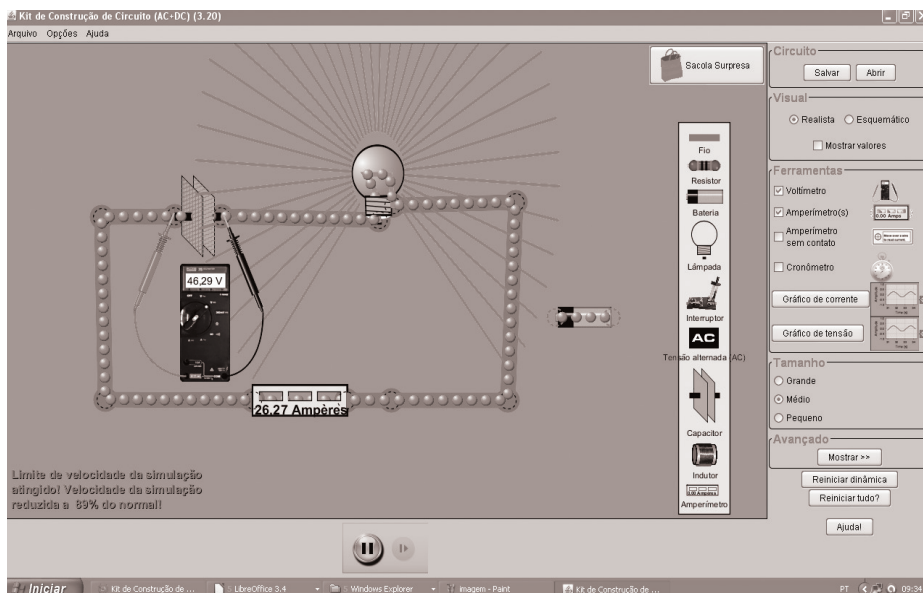 Kit de Construção de Circuito (AC+DC) (3.20)
Arquivo Opções Ajuda
Sacola Surpresa
Fio
Resistor
Bateria
Lâmpada
Interruptor
AC
Tensão alternada (AC)
Capacitor
Indutor
0.00 Ampères
Amperímetro
46,29 V
26,27 Ampères
Limite de velocidade da simulação
atingido! Velocidade da simulação
reduzida a 89% do normal!
Circuito
Salvar Abrir
Visual
Realista Esquemático
Mostrar valores
Ferramentas
Voltímetro
Amperímetro(s)
Amperímetro
sem contato
Cronômetro
Gráfico de corrente
Gráfico de tensão
Tamanho
Grande
Médio
Pequeno
Avançado
Mostrar >>
Reiniciar dinâmica
Reiniciar tudo?
Ajuda!
Iniciar Kit de Construção de ... LibreOffice 3.4 Windows Explorer Imagem - Paint Kit de Construção de ... PT 09:34